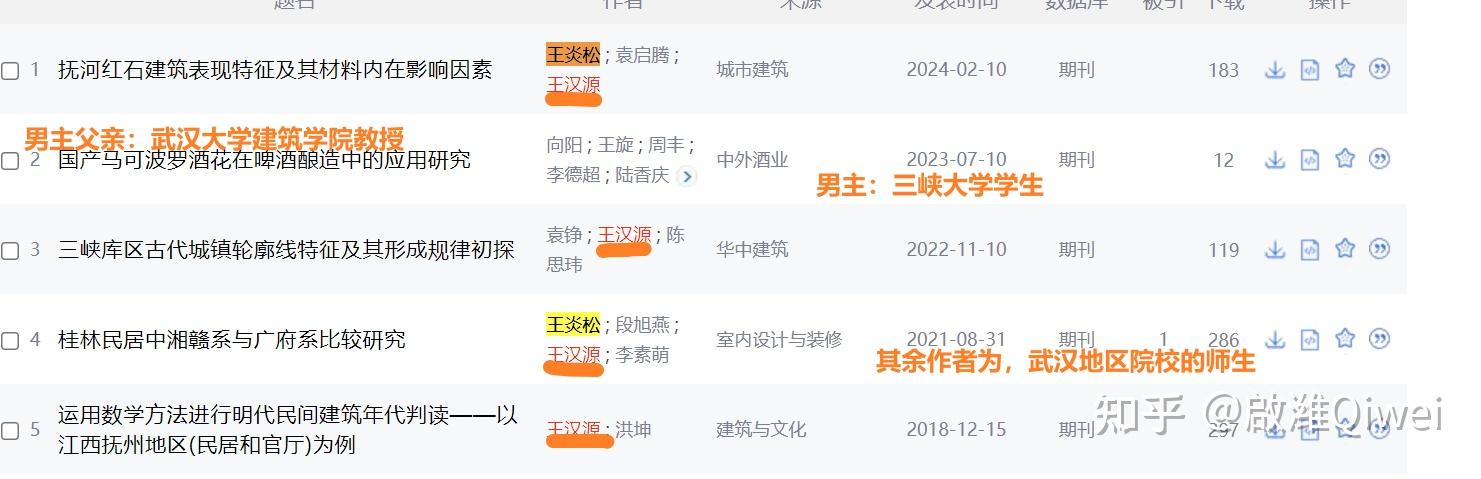 题名 作者 来源 发表时间 数据库 被引 下载 操作
王炎松 ; 袁启腾 ;
1 抚河红石建筑表现特征及其材料内在影响因素 城市建筑 2024-02-10 期刊 183
王汉源
男主父亲：武汉大学建筑学院教授
向阳 ; 王旋 ; 周丰 ;
2 国产马可波罗酒花在啤酒酿造中的应用研究 中外酒业 2023-07-10 期刊 12
李德超 ; 陆香庆
男主：三峡大学学生
袁铮 ; 王汉源 ; 陈
3 三峡库区古代城镇轮廓线特征及其形成规律初探 华中建筑 2022-11-10 期刊 119
思玮
王炎松 ; 段旭燕 ;
4 桂林民居中湘赣系与广府系比较研究 室内设计与装修 2021-08-31 期刊 1 286
王汉源 ; 李素萌
其余作者为，武汉地区院校的师生
运用数学方法进行明代民间建筑年代判读——以
5 王汉源 ; 洪坤 建筑与文化 2018-12-15 期刊 297
江西抚州地区(民居和官厅)为例
知乎 @啟潍Qiwei